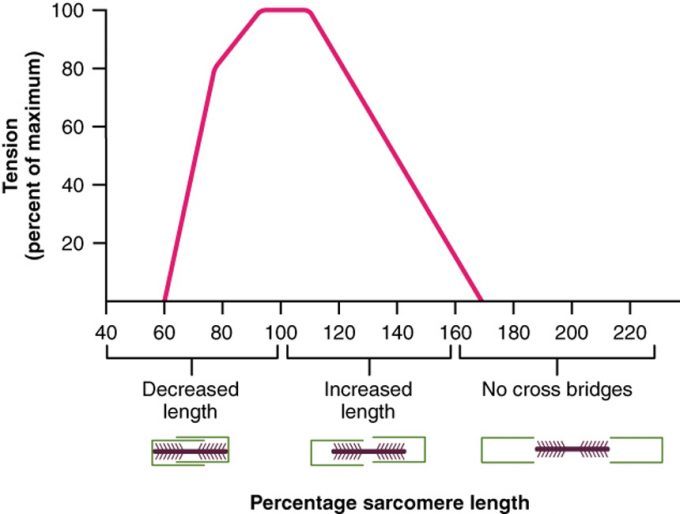 Tension
(percent of maximum)
100
80
60
40
20
40 60 80 100 120 140 160 180 200 220
Decreased
length
Increased
length
No cross bridges
Percentage sarcomere length